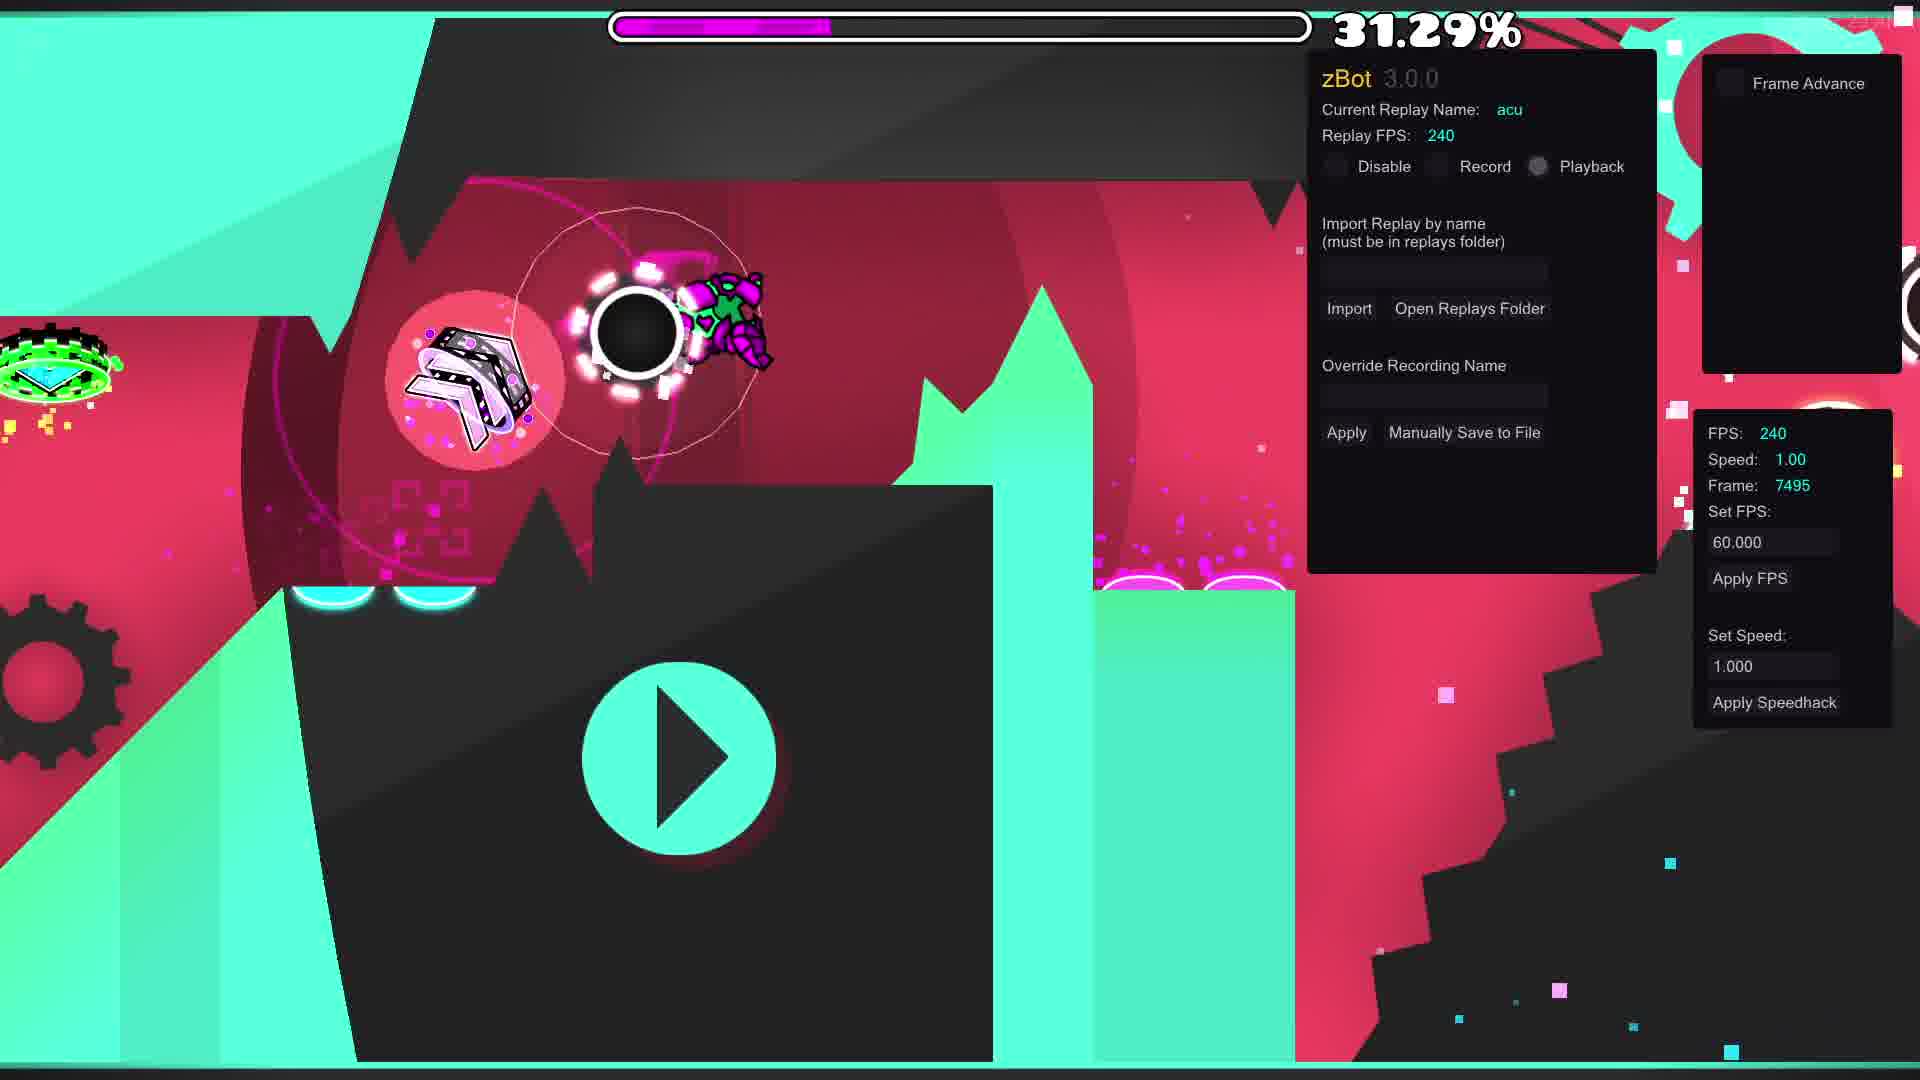 31.29%
zBot 3.0.0
Current Replay Name: acu
Replay FPS: 240
Disable Record Playback
Import Replay by name
(must be in replays folder)
Import Open Replays Folder
Override Recording Name
Apply Manually Save to File
Frame Advance
FPS: 240
Speed: 1.00
Frame: 7495
Set FPS:
60.000
Apply FPS
Set Speed:
1.000
Apply Speedhack